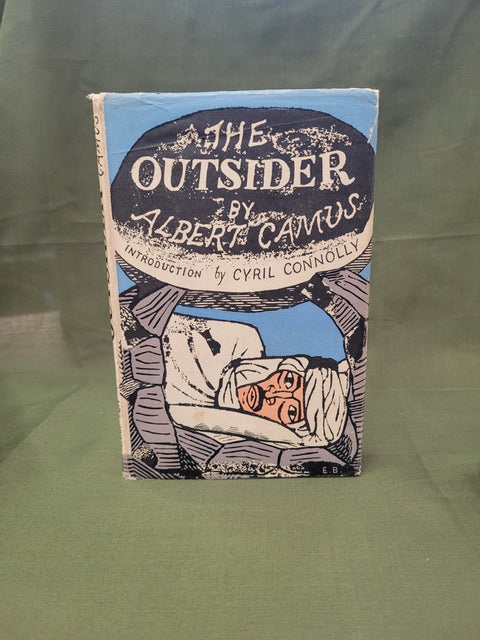 THE
OUTSIDER
BY
ALBERT CAMUS
INTRODUCTION by CYRIL CONNOLLY
E.B